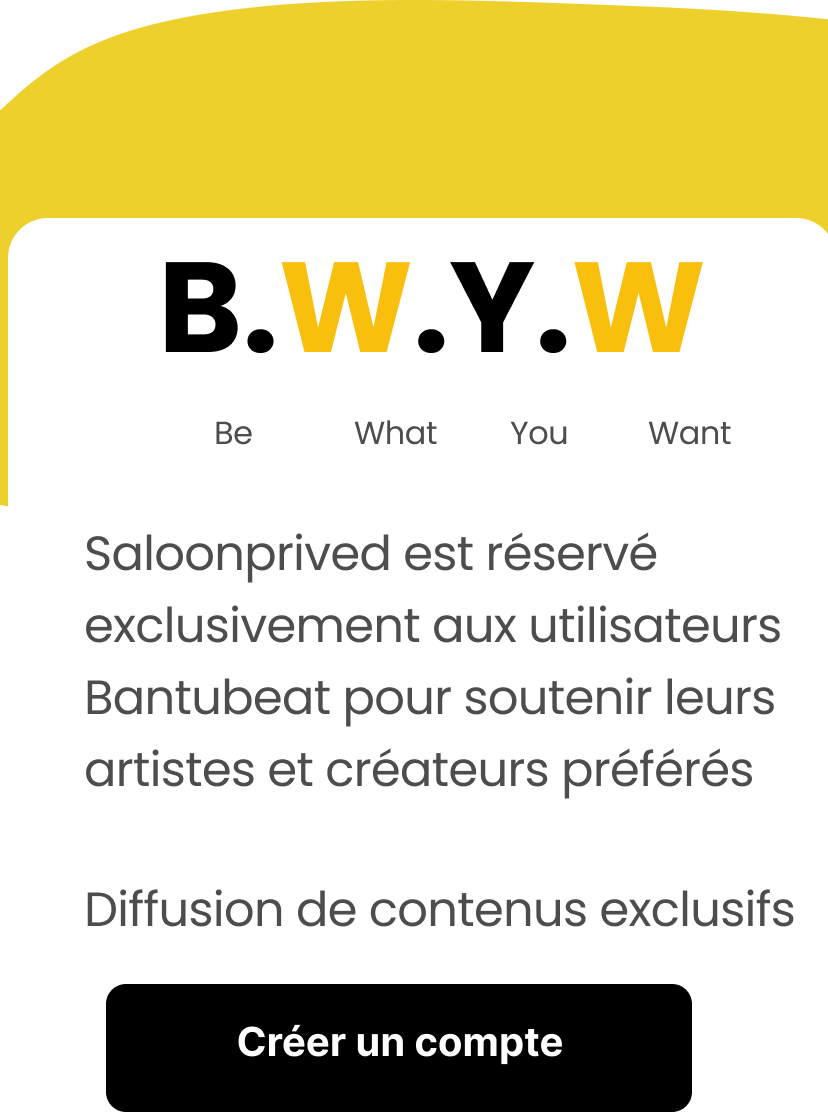 B.W.Y.W
Be What You Want
Saloonprived est réservé
exclusivement aux utilisateurs
Bantubeat pour soutenir leurs
artistes et créateurs préférés
Diffusion de contenus exclusifs
Créer un compte